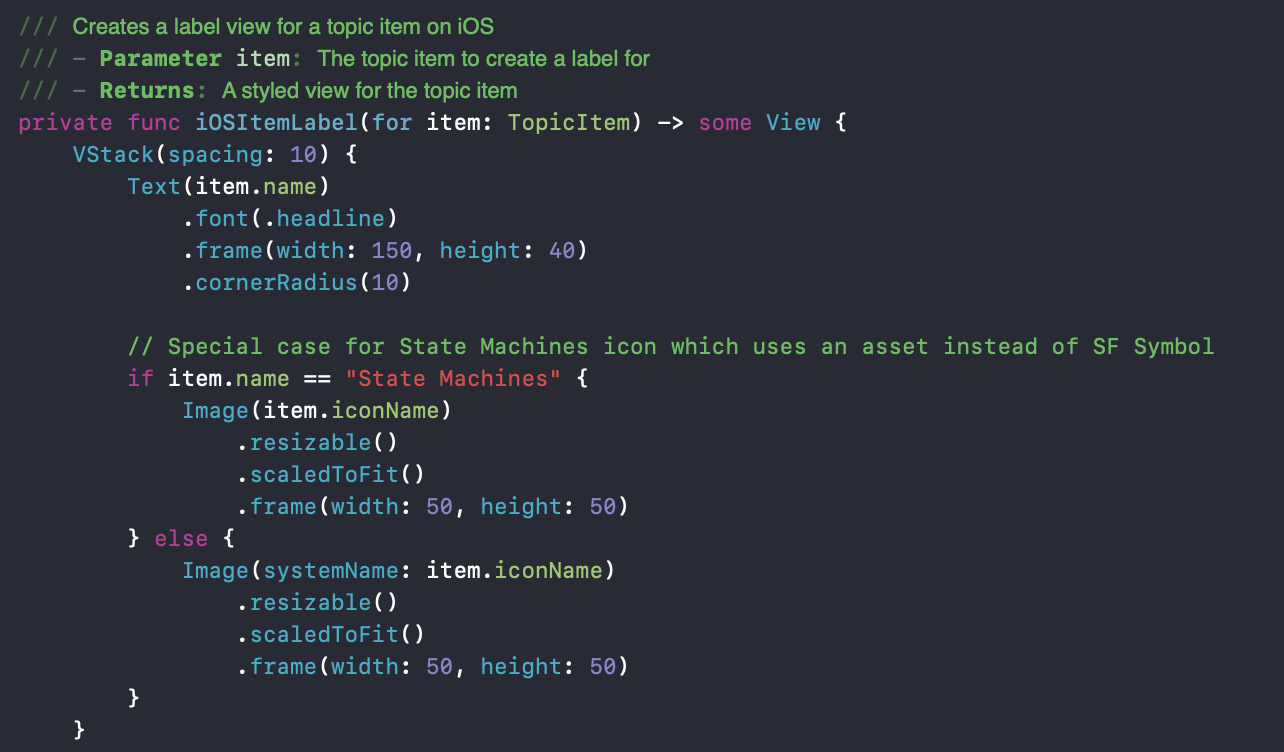 /// Creates a label view for a topic item on iOS
/// – Parameter item: The topic item to create a label for
/// – Returns: A styled view for the topic item
private func iOSItemLabel(for item: TopicItem) -> some View {
    VStack(spacing: 10) {
        Text(item.name)
            .font(.headline)
            .frame(width: 150, height: 40)
            .cornerRadius(10)

        // Special case for State Machines icon which uses an asset instead of SF Symbol
        if item.name == "State Machines" {
            Image(item.iconName)
                .resizable()
                .scaledToFit()
                .frame(width: 50, height: 50)
        } else {
            Image(systemName: item.iconName)
                .resizable()
                .scaledToFit()
                .frame(width: 50, height: 50)
        }
    }